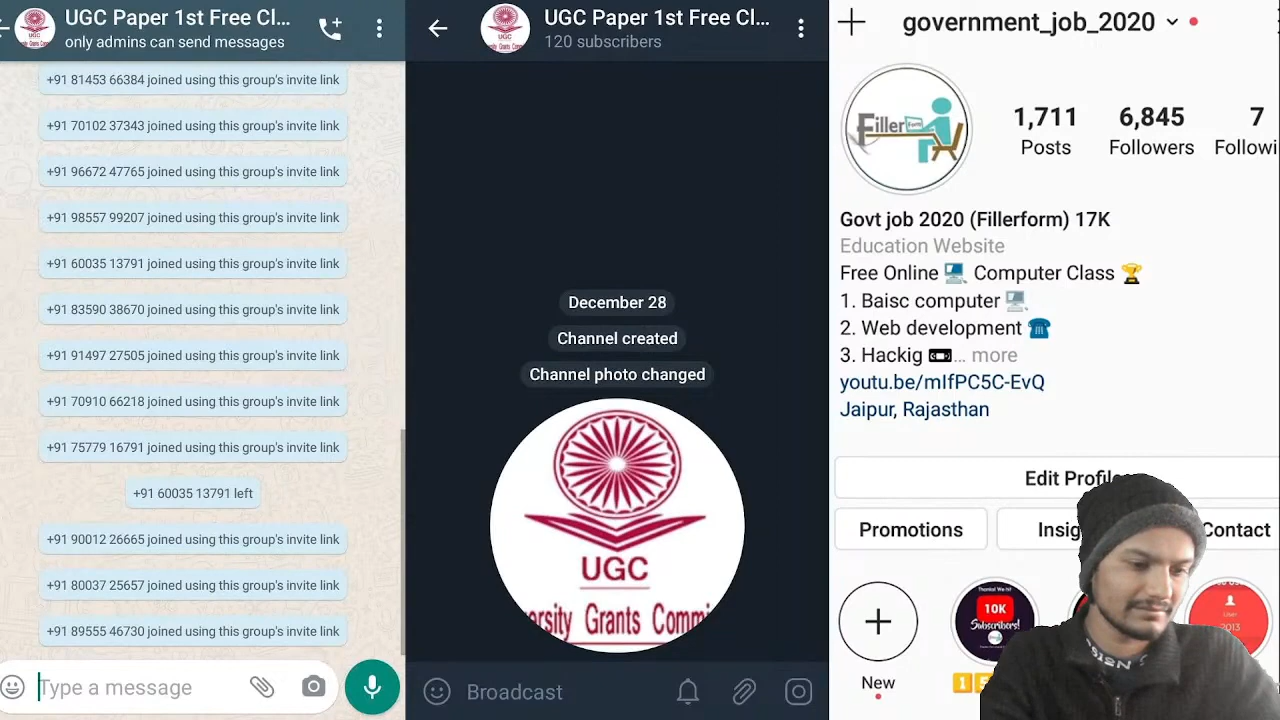 UGC Paper 1st Free Cl...
ly admins can send messages
+91 81453 66384 joined using this group's invite link
+91 70102 37343 joined using this group's invite link
+91 96672 47765 joined using this group's invite link
+91 98557 99207 joined using this group's invite link
+91 60035 13791 joined using this group's invite link
+91 83590 38670 joined using this group's invite link
+91 91497 27505 joined using this group's invite link
+91 70910 66218 joined using this group's invite link
+91 75779 16791 joined using this group's invite link
+91 60035 13791 left
+91 90012 26665 joined using this group's invite link
+91 80037 25657 joined using this group's invite link
+91 89555 46730 joined using this group's invite link
Type a message
UGC Paper 1st Free Cl...
120 subscribers
December 28
Channel created
Channel photo changed
UGC
ersity Grants Commi
Broadcast
government_job_2020
Filler Form
1,711
Posts
6,845
Followers
7
Followi
Govt job 2020 (Fillerform) 17K
Education Website
Free Online 💻 Computer Class 🏆
1. Baisc computer 💻
2. Web development ☎
3. Hackig 📼... more
youtu.be/mIfPC5C-EvQ
Jaipur, Rajasthan
Edit Profile
Promotions
Insig
Contact
New
10K
Subscribers!
User
2013